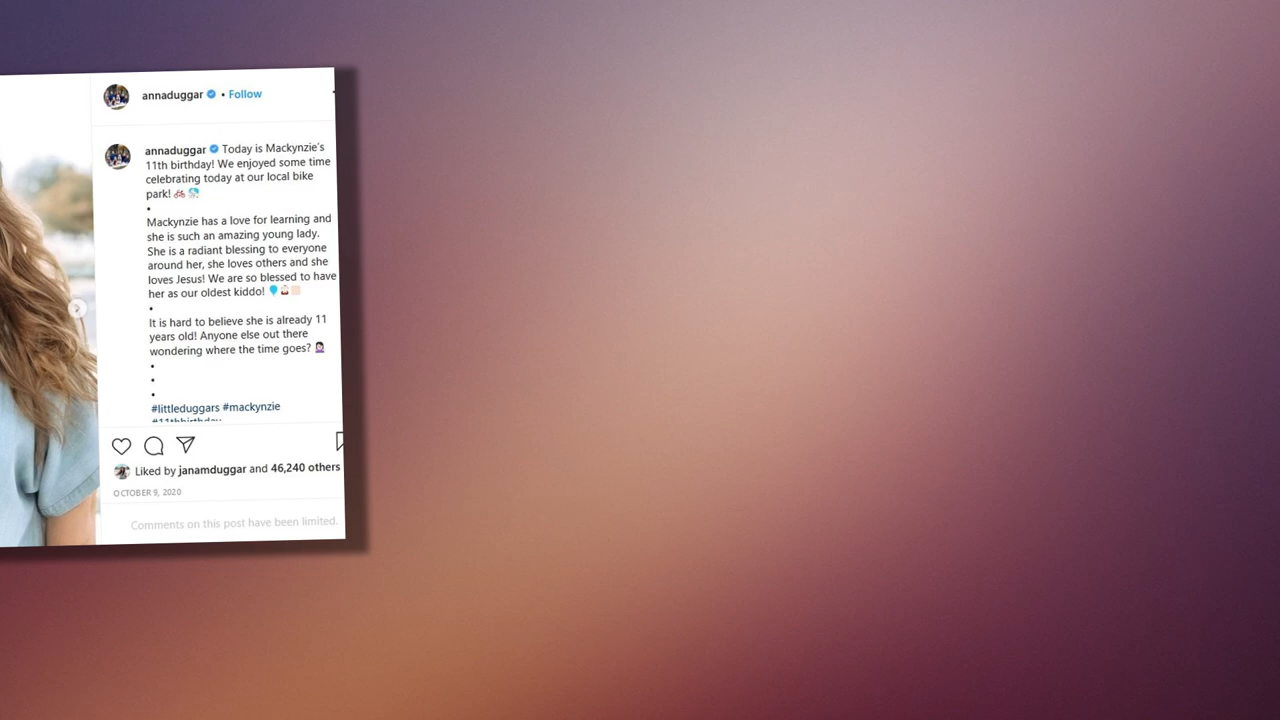 annaduggar • Follow
annaduggar Today is Mackynzie's
11th birthday! We enjoyed some time
celebrating today at our local bike
park! 🚲
•
Mackynzie has a love for learning and
she is such an amazing young lady.
She is a radiant blessing to everyone
around her, she loves others and she
loves Jesus! We are so blessed to have
her as our oldest kiddo! 🎈
•
It is hard to believe she is already 11
years old! Anyone else out there
wondering where the time goes? 🤷🏻‍♀️
•
•
•
#littleduggars #mackynzie
#11thbirthday
Liked by janamduggar and 46,240 others
OCTOBER 9, 2020
Comments on this post have been limited.